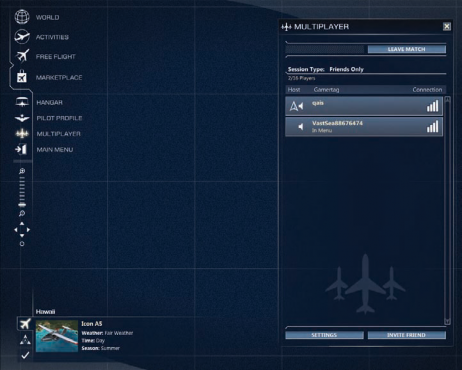 WORLD
ACTIVITIES
FREE FLIGHT
MARKETPLACE
HANGAR
PILOT PROFILE
MULTIPLAYER
MAIN MENU
MULTIPLAYER
LEAVE MATCH
Session Type: Friends Only
2/16 Players
Host Gamertag Connection
qais
VastSea88676474
In Menu
SETTINGS INVITE FRIEND
Hawaii
Icon A5
Weather: Fair Weather
Time: Day
Season: Summer